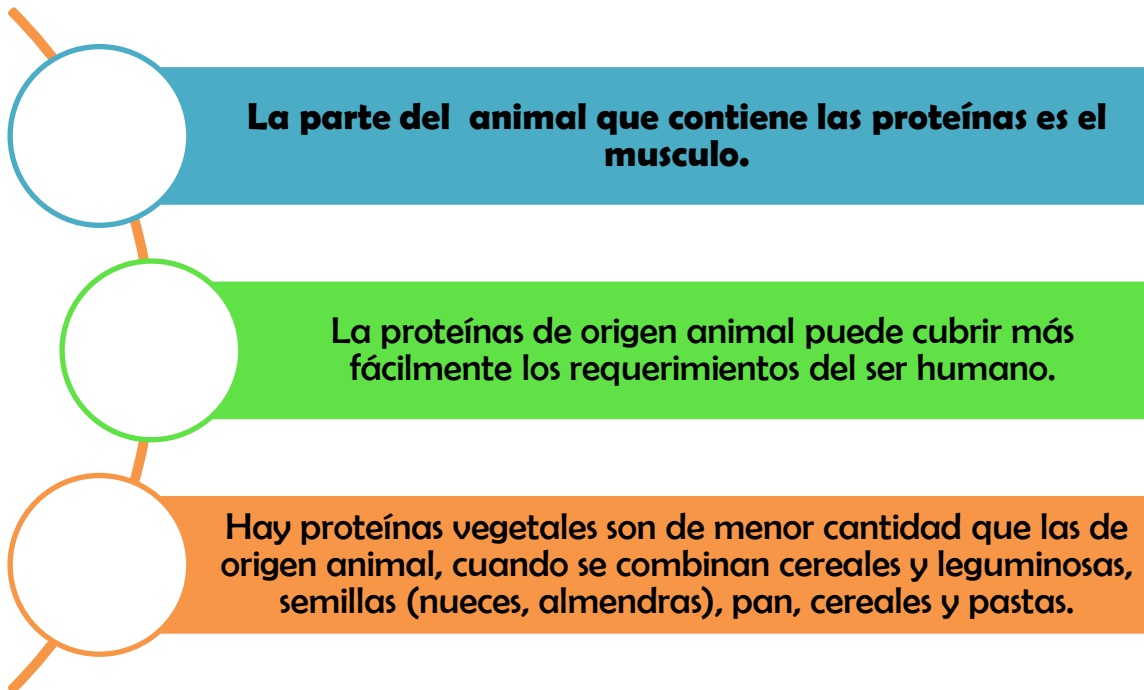 La parte del  animal que contiene las proteínas es el
musculo.
La proteínas de origen animal puede cubrir más
fácilmente los requerimientos del ser humano.
Hay proteínas vegetales son de menor cantidad que las de
origen animal, cuando se combinan cereales y leguminosas,
semillas (nueces, almendras), pan, cereales y pastas.